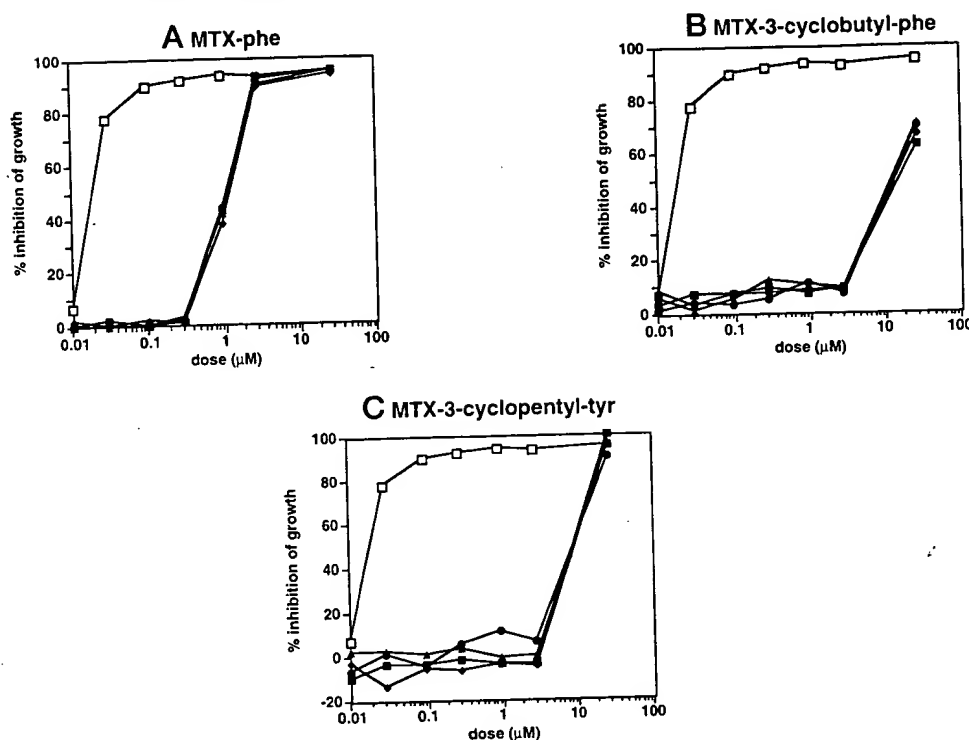 A MTX-phe
100
80
60
40
20
0
% inhibition of growth
0.01 0.1 1 10 100
dose (μM)
B MTX-3-cyclobutyl-phe
100
80
60
40
20
0
% inhibition of growth
0.01 0.1 1 10 100
dose (μM)
C MTX-3-cyclopentyl-tyr
100
80
60
40
20
0
-20
% inhibition of growth
0.01 0.1 1 10 100
dose (μM)